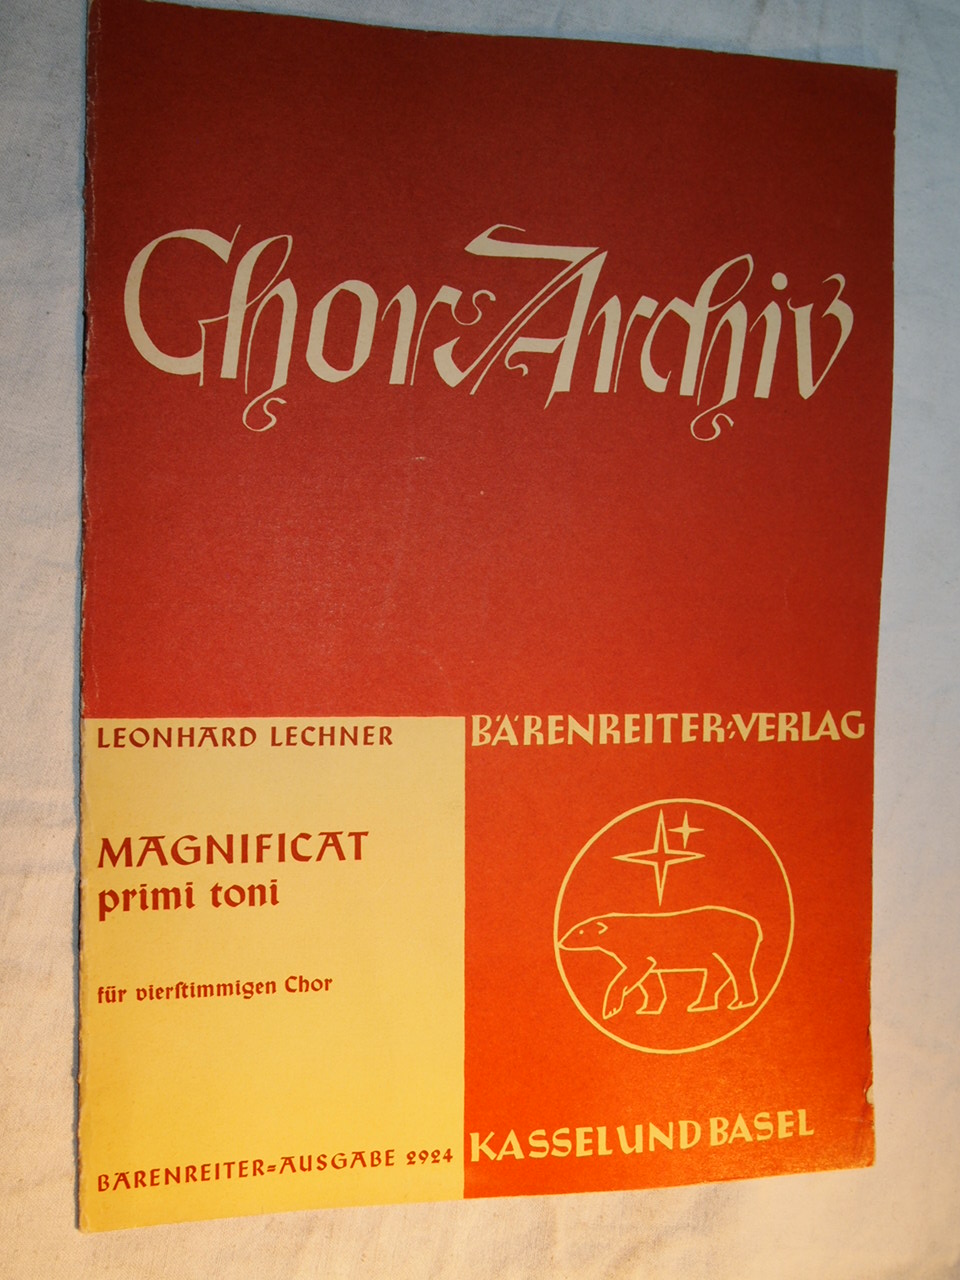 Chor-Archiv
LEONHARD LECHNER
MAGNIFICAT
primi toni
für vierſtimmigen Chor
BÄRENREITER=AUSGABE 2924
BÄRENREITER-VERLAG
KASSEL UND BASEL